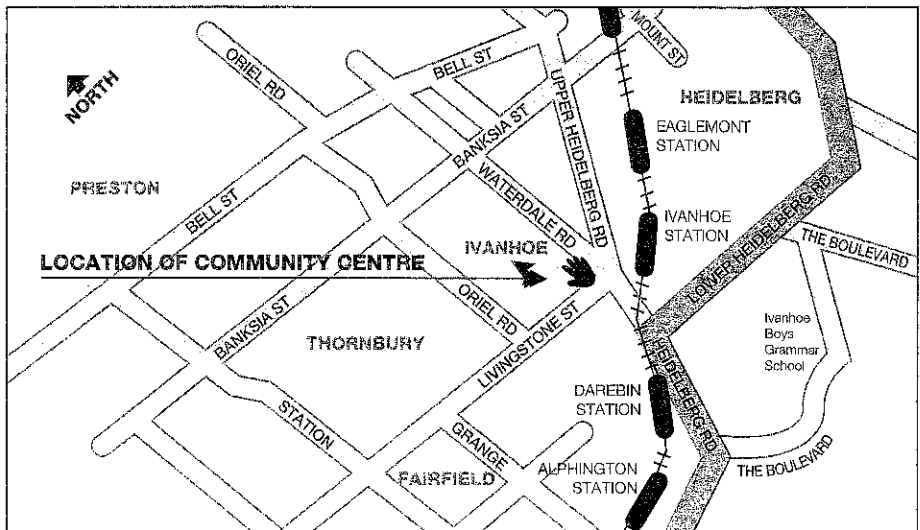 MOUNT ST
ORIEL RD
BELL ST
NORTH
UPPER HEIDELBERG RD
HEIDELBERG
BANKSIA ST
EAGLEMONT
STATION
PRESTON
WATERDALE RD
BELL ST
IVANHOE
STATION
LOWER HEIDELBERG RD
IVANHOE
THE BOULEVARD
LOCATION OF COMMUNITY CENTRE
BANKSIA ST
ORIEL RD
LIVINGSTONE ST
Ivanhoe
Boys
Grammar
School
THORNBURY
HEIDELBERG RD
DAREBIN
STATION
STATION
GRANGE
THE BOULEVARD
FAIRFIELD
ALPHINGTON
STATION